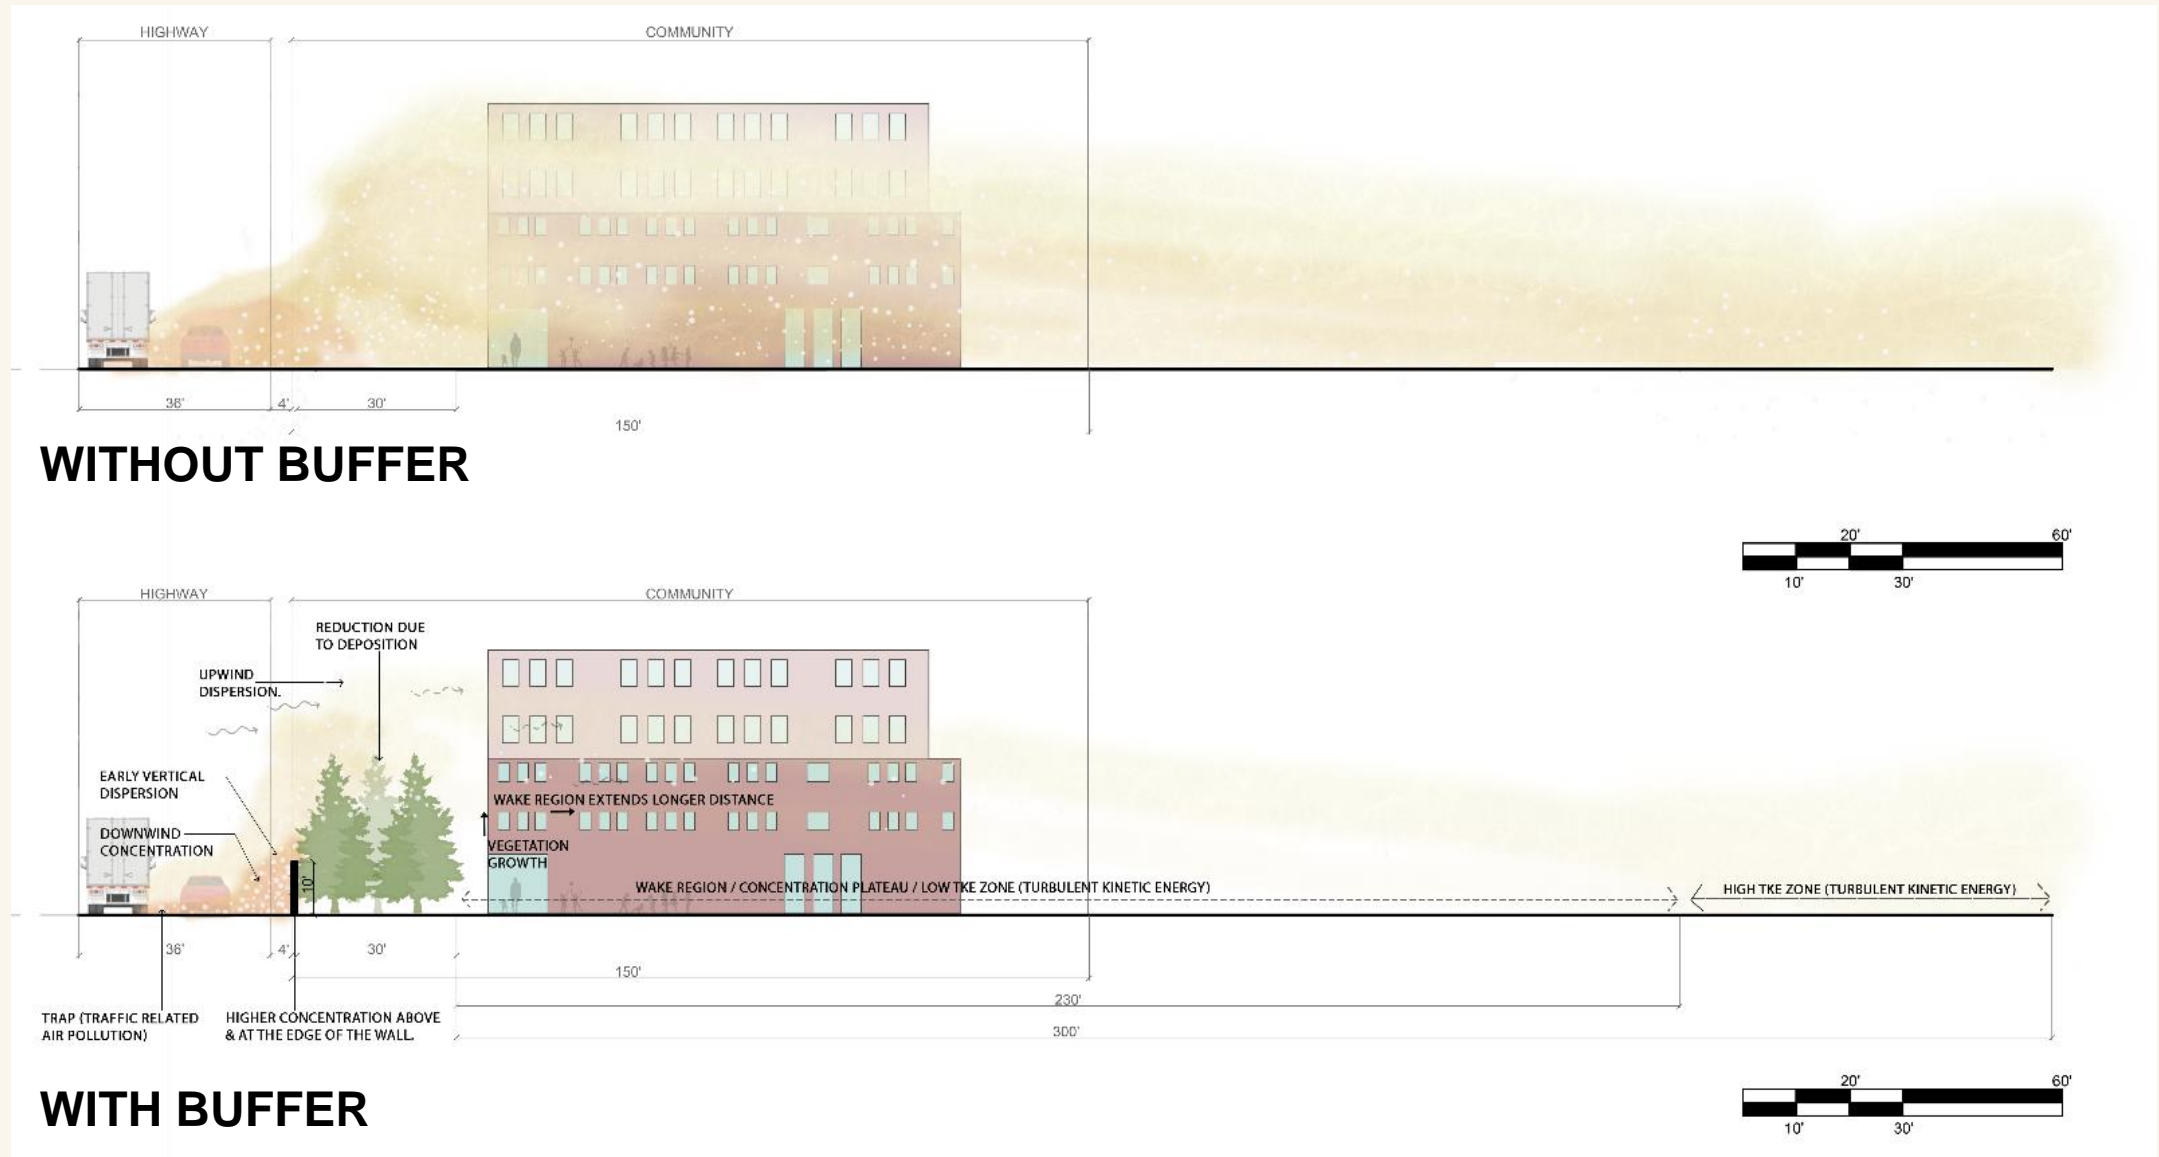 HIGHWAY
COMMUNITY
36'
4'
30'
150'
WITHOUT BUFFER
20'
60'
10'
30'
HIGHWAY
COMMUNITY
REDUCTION DUE
TO DEPOSITION
UPWIND
DISPERSION.
EARLY VERTICAL
DISPERSION
DOWNWIND
CONCENTRATION
10'
WAKE REGION EXTENDS LONGER DISTANCE
VEGETATION
GROWTH
WAKE REGION / CONCENTRATION PLATEAU / LOW TKE ZONE (TURBULENT KINETIC ENERGY)
HIGH TKE ZONE (TURBULENT KINETIC ENERGY)
36'
4'
30'
150'
230'
300'
TRAP (TRAFFIC RELATED
AIR POLLUTION)
HIGHER CONCENTRATION ABOVE
& AT THE EDGE OF THE WALL.
WITH BUFFER
20'
60'
10'
30'